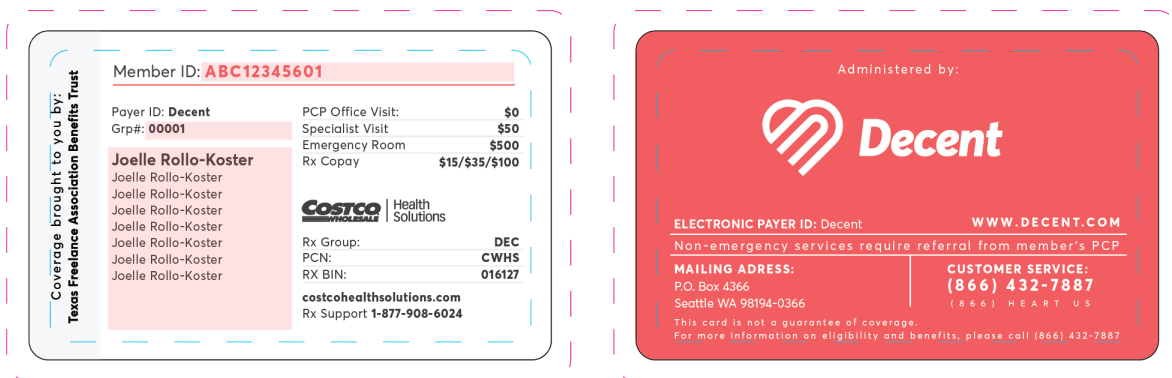 Coverage brought to you by:
Texas Freelance Association Benefits Trust
Member ID: ABC12345601
Payer ID: Decent
Grp#: 00001
Joelle Rollo-Koster
Joelle Rollo-Koster
Joelle Rollo-Koster
Joelle Rollo-Koster
Joelle Rollo-Koster
Joelle Rollo-Koster
Joelle Rollo-Koster
Joelle Rollo-Koster
PCP Office Visit: $0
Specialist Visit $50
Emergency Room $500
Rx Copay $15/$35/$100
COSTCO WHOLESALE Health Solutions
Rx Group: DEC
PCN: CWHS
RX BIN: 016127
costcohealthsolutions.com
Rx Support 1-877-908-6024
Administered by:
Decent
ELECTRONIC PAYER ID: Decent
WWW.DECENT.COM
Non-emergency services require referral from member's PCP
MAILING ADRESS:
P.O. Box 4366
Seattle WA 98194-0366
CUSTOMER SERVICE:
(866) 432-7887
(866) HEART US
This card is not a guarantee of coverage.
For more information on eligibility and benefits, please call (866) 432-7887